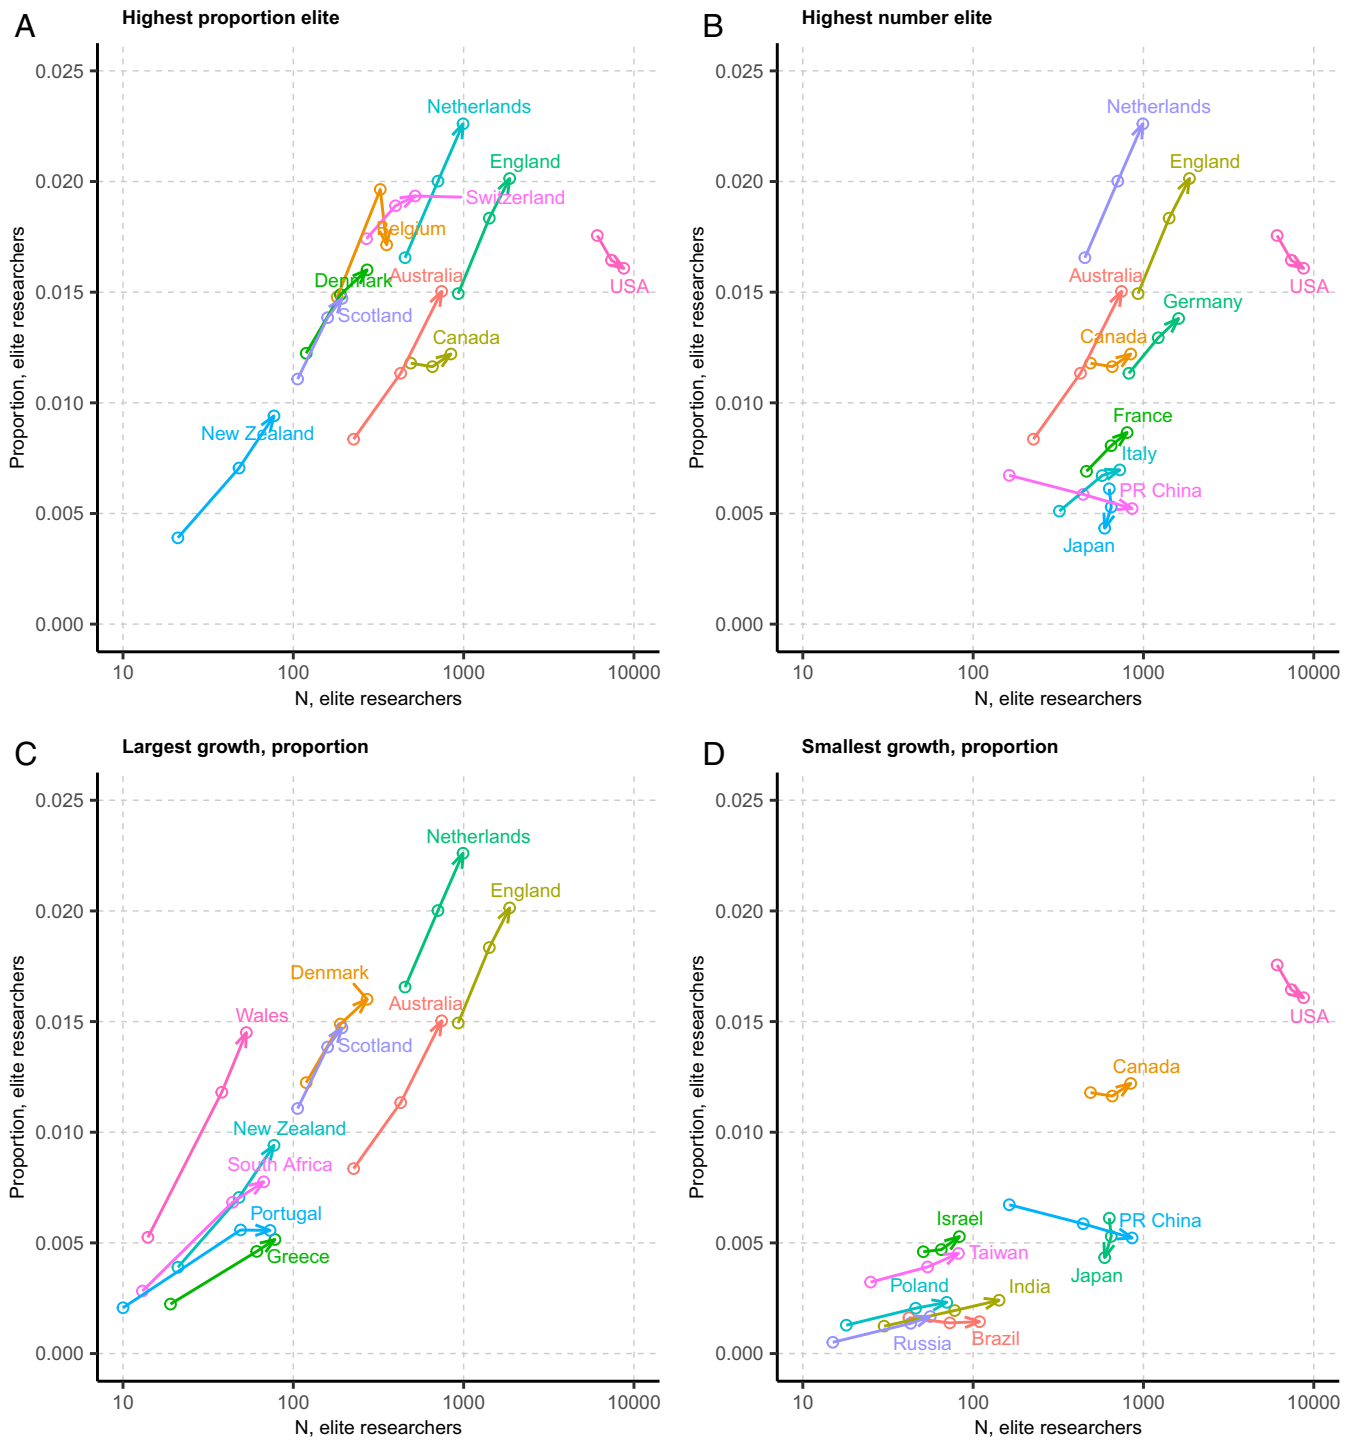 A
Highest proportion elite
Proportion, elite researchers
0.025
0.020
0.015
0.010
0.005
0.000
Netherlands
England
Switzerland
Belgium
Denmark
Australia
USA
Scotland
Canada
New Zealand
10
100
1000
10000
N, elite researchers
B
Highest number elite
Proportion, elite researchers
0.025
0.020
0.015
0.010
0.005
0.000
Netherlands
England
Australia
USA
Germany
Canada
France
Italy
PR China
Japan
10
100
1000
10000
N, elite researchers
C
Largest growth, proportion
Proportion, elite researchers
0.025
0.020
0.015
0.010
0.005
0.000
Netherlands
England
Denmark
Australia
Wales
Scotland
New Zealand
South Africa
Portugal
Greece
10
100
1000
10000
N, elite researchers
D
Smallest growth, proportion
Proportion, elite researchers
0.025
0.020
0.015
0.010
0.005
0.000
USA
Canada
Israel
PR China
Taiwan
Japan
Poland
India
Russia
Brazil
10
100
1000
10000
N, elite researchers